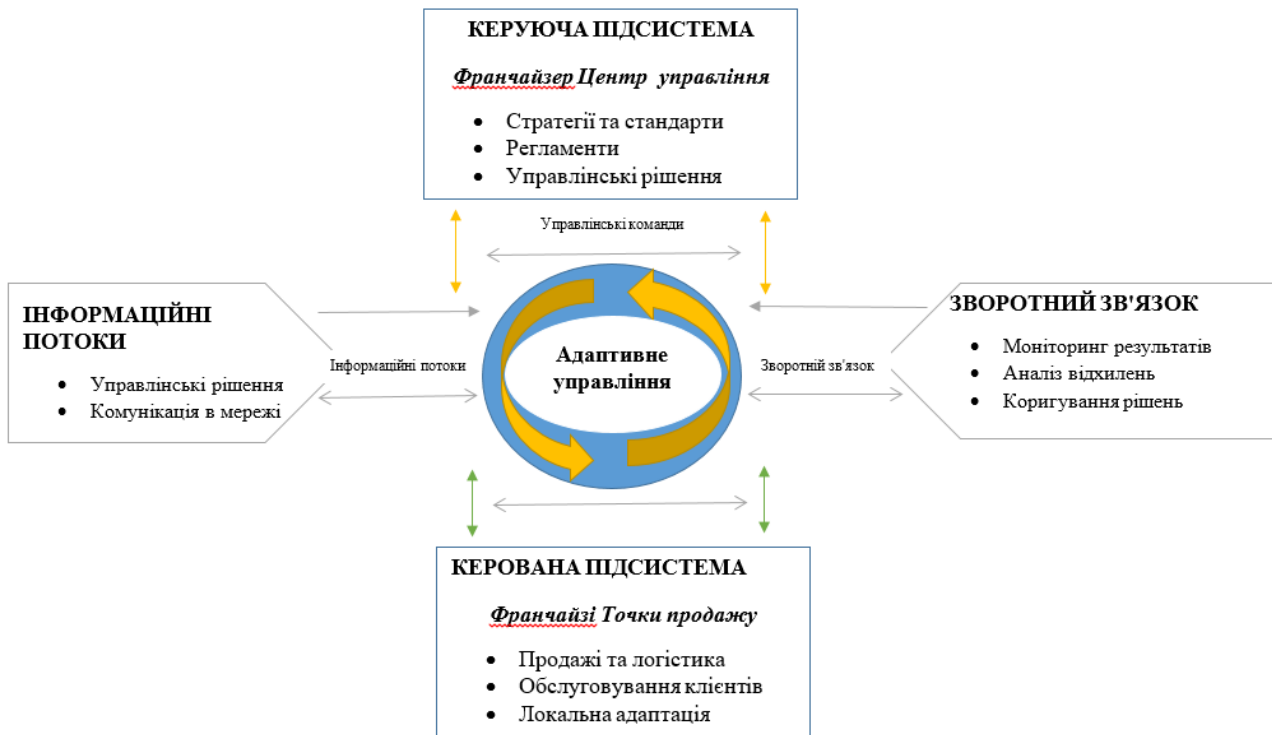 КЕРУЮЧА ПІДСИСТЕМА
Франчайзер Центр управління
• Стратегії та стандарти
• Регламенти
• Управлінські рішення
Управлінські команди
ІНФОРМАЦІЙНІ
ПОТОКИ
• Управлінські рішення
• Комунікація в мережі
Інформаційні потоки
Адаптивне
управління
Зворотній зв'язок
ЗВОРОТНИЙ ЗВ'ЯЗОК
• Моніторинг результатів
• Аналіз відхилень
• Коригування рішень
КЕРОВАНА ПІДСИСТЕМА
Франчайзі Точки продажу
• Продажі та логістика
• Обслуговування клієнтів
• Локальна адаптація